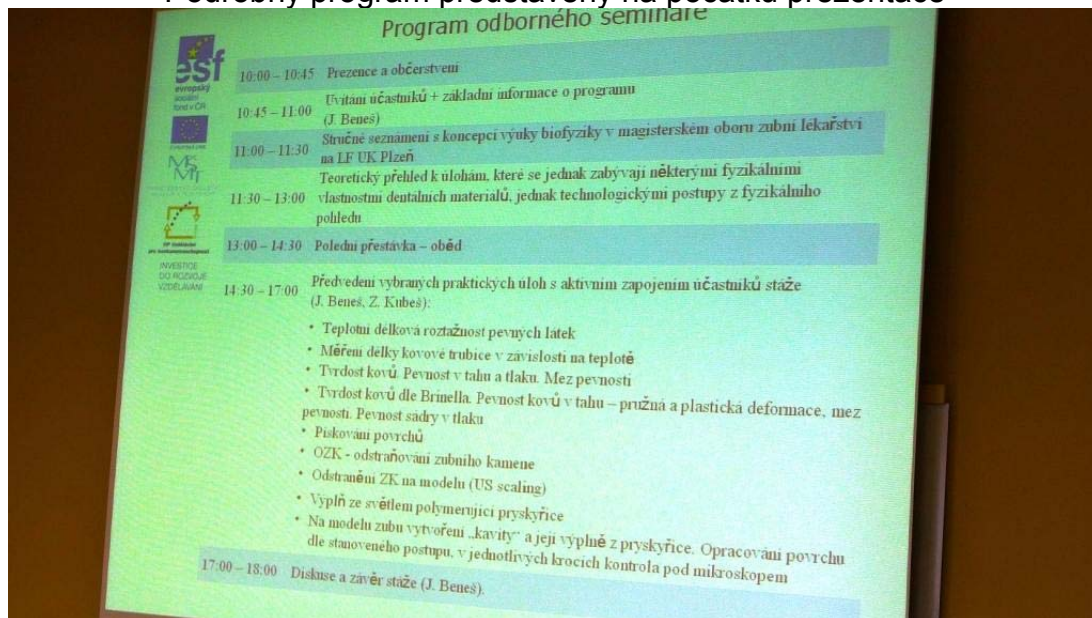 Podrobný program představený na počátku prezentace
Program odborného semináře
esf
evropský
sociální
fond v ČR
INVESTICE
DO ROZVOJE
VZDĚLÁVÁNÍ
10:00 – 10:45 Prezence a občerstvení
10:45 – 11:00 Uvítání účastníků + základní informace o programu
(J. Beneš)
11:00 – 11:30 Stručné seznámení s koncepcí výuky biofyziky v magisterském oboru zubní lékařství
na LF UK Plzeň
Teoretický přehled k úlohám, které se jednak zabývají některými fyzikálními
11:30 – 13:00 vlastnostmi dentálních materiálů, jednak technologickými postupy z fyzikálního
pohledu
13:00 – 14:30 Polední přestávka – oběd
14:30 – 17:00 Předvedení vybraných praktických úloh s aktivním zapojením účastníků stáže
(J. Beneš, Z. Kubeš):
• Teplotní délková roztažnost pevných látek
• Měření délky kovové trubice v závislosti na teplotě
• Tvrdost kovů. Pevnost v tahu a tlaku. Mez pevnosti
• Tvrdost kovů dle Brinella. Pevnost kovů v tahu – pružná a plastická deformace, mez
pevnosti. Pevnost sádry v tlaku
• Pískování povrchů
• OZK - odstraňování zubního kamene
• Odstranění ZK na modelu (US scaling)
• Výplň ze světlem polymerující pryskyřice
• Na modelu zubu vytvoření „kavity" a její výplně z pryskyřice. Opracování povrchu
dle stanoveného postupu, v jednotlivých krocích kontrola pod mikroskopem
17:00 – 18:00 Diskuse a závěr stáže (J. Beneš).